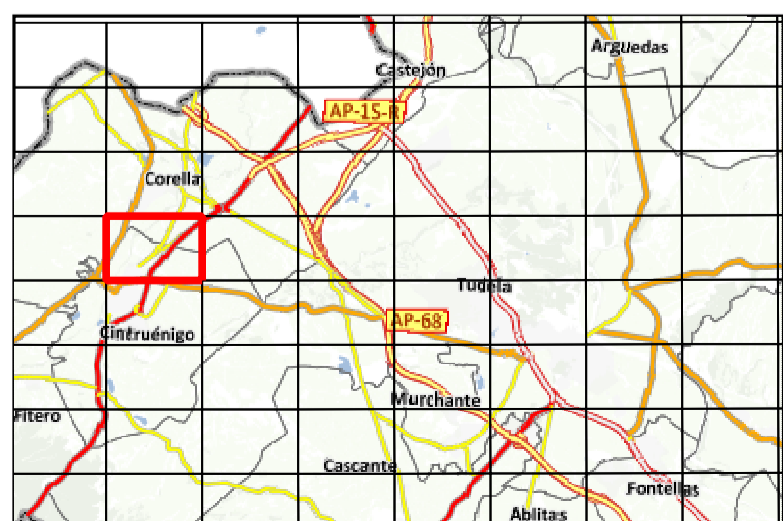 Arguedas
Castejón
AP-15-R
Corella
Tudela
AP-68
Cintruénigo
Murchante
Fitero
Cascante
Fontellas
Ablitas